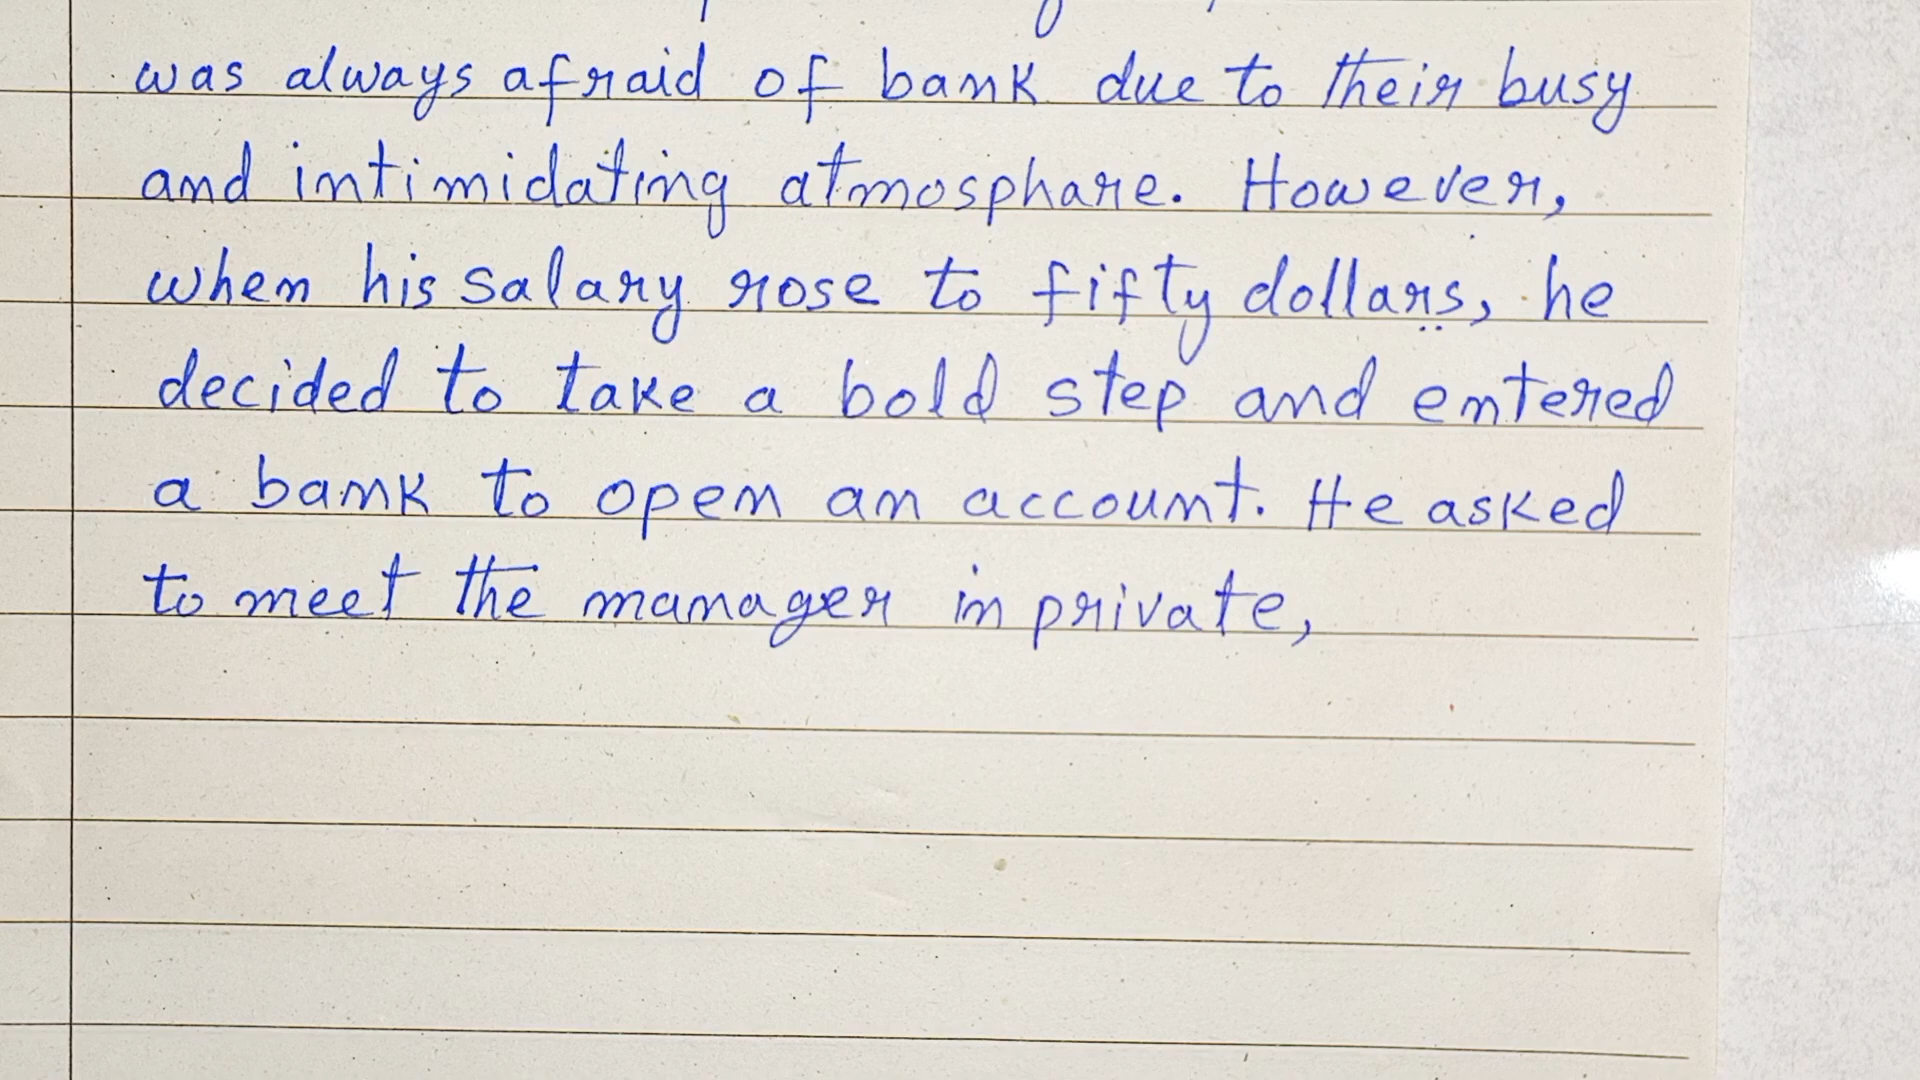 was always afraid of bank due to their busy
and intimidating atmosphare. However,
when his salary rose to fifty dollars, he
decided to take a bold step and entered
a bank to open an account. He asked
to meet the manager in private,